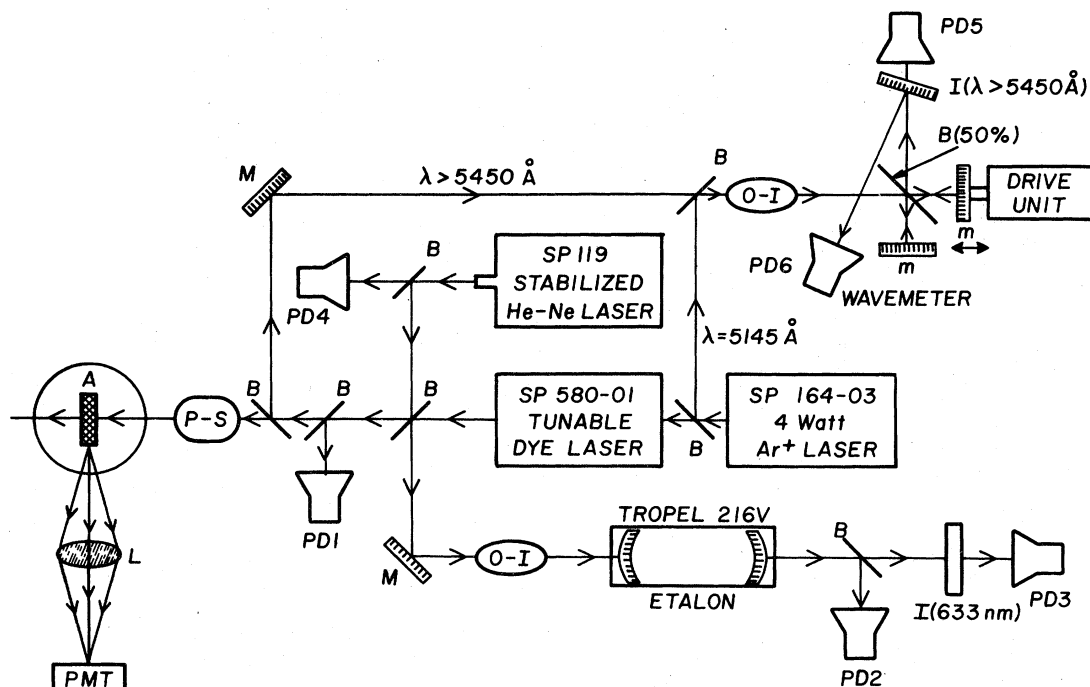 PD5
I(λ>5450Å)
B(50%)
M
λ>5450 Å
B
O-I
DRIVE
UNIT
m
m
PD6
WAVEMETER
B
SP 119
STABILIZED
He-Ne LASER
PD4
λ=5145 Å
A
P-S
B
B
B
SP 580-01
TUNABLE
DYE LASER
B
SP 164-03
4 Watt
Ar+ LASER
PD1
L
M
O-I
TROPEL 216V
ETALON
B
I(633 nm)
PD3
PD2
PMT